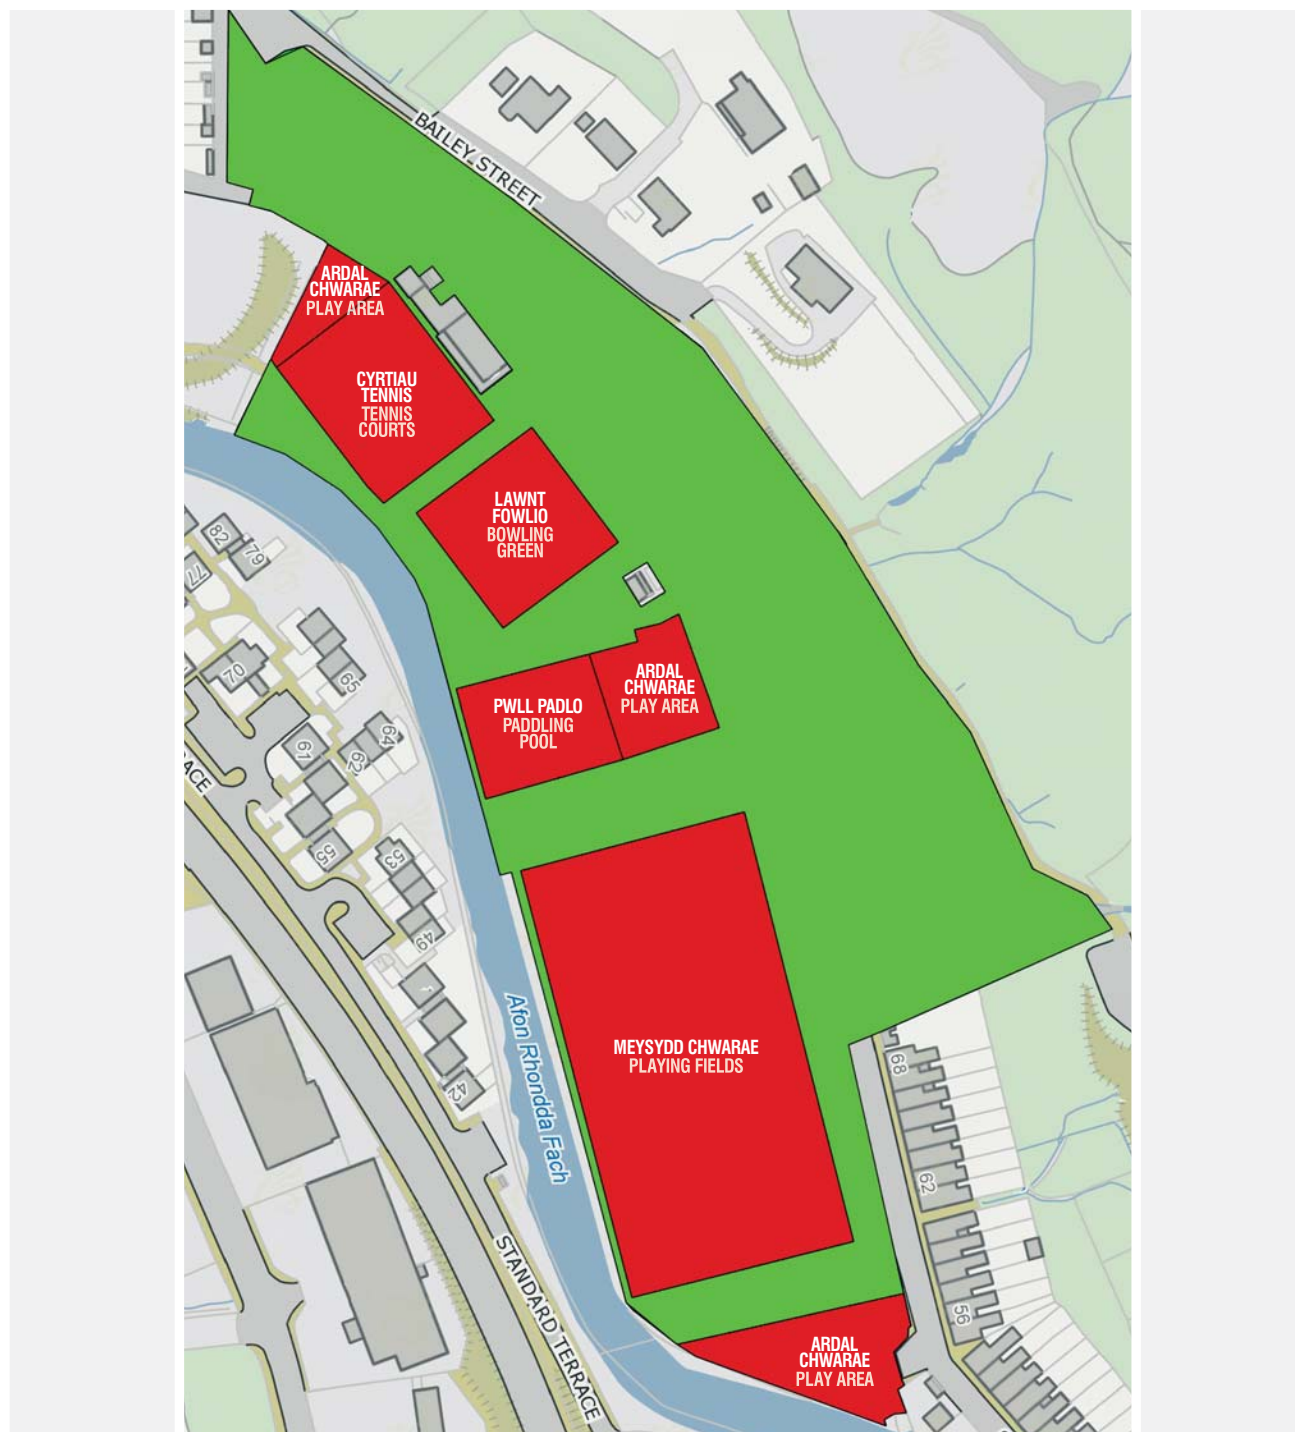 BAILEY STREET
ARDAL
CHWARAE
PLAY AREA
CYRTIAU
TENNIS
TENNIS
COURTS
LAWNT
FOWLIO
BOWLING
GREEN
82
79
77
70
65
ARDAL
CHWARAE
PLAY AREA
PWLL PADLO
PADDLING
POOL
64
62
61
ACE
55
53
49
42
Afon Rhondda Fach
MEYSYDD CHWARAE
PLAYING FIELDS
68
62
56
STANDARD TERRACE
ARDAL
CHWARAE
PLAY AREA